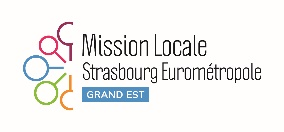 Mission Locale
Strasbourg Eurométropole
GRAND EST